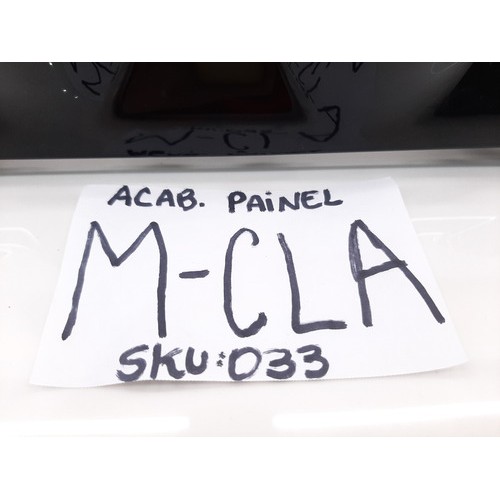 ACAB. PAiNEL
M-CLA
SKU:033